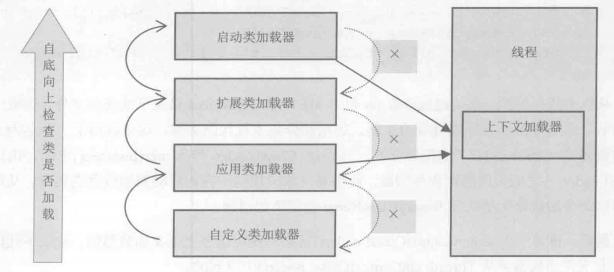 自底向上检查类是否加载
启动类加载器
扩展类加载器
应用类加载器
自定义类加载器
×
×
×
线程
上下文加载器